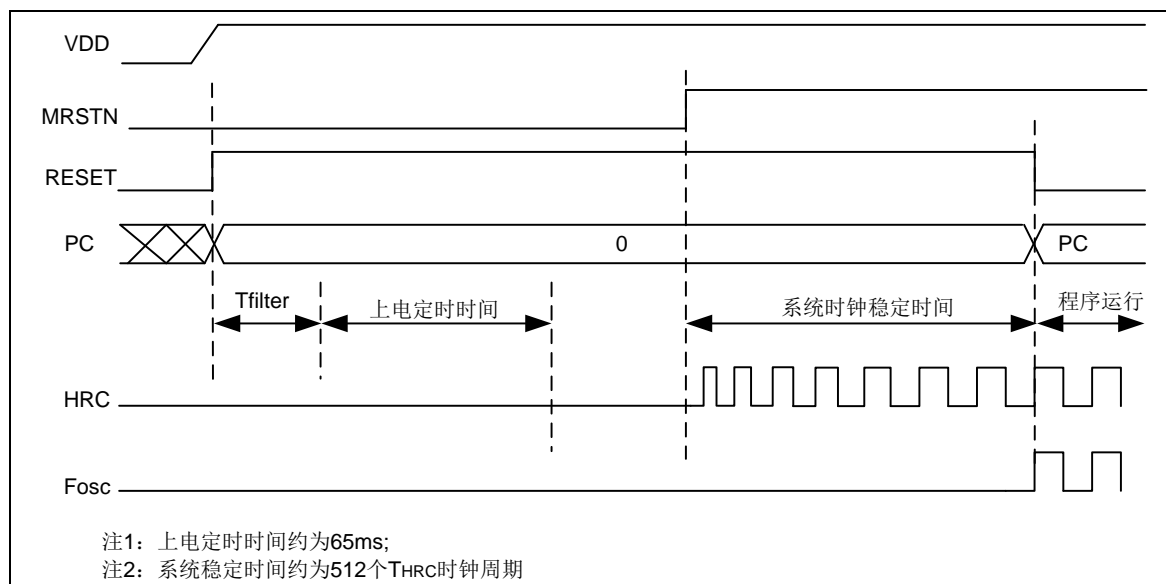 VDD
MRSTN
RESET
PC 0 PC
Tfilter 上电定时时间 系统时钟稳定时间 程序运行
HRC
Fosc
注1：上电定时时间约为65ms;
注2：系统稳定时间约为512个THRC时钟周期